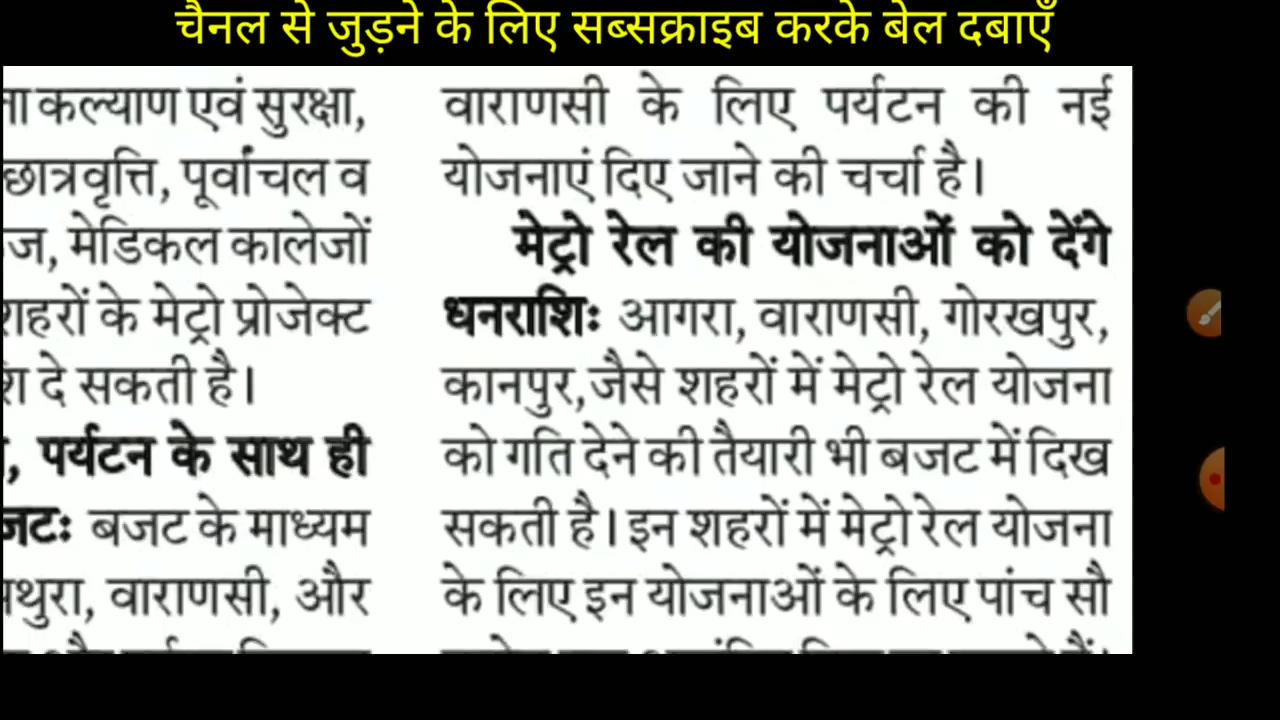 चैनल से जुड़ने के लिए सब्सक्राइब करके बेल दबाएँ
कल्याण एवं सुरक्षा,
छात्रवृत्ति, पूर्वांचल व
मेडिकल कालेजों
शहरों के मेट्रो प्रोजेक्ट
दे सकती है।
, पर्यटन के साथ ही
बजट के माध्यम
वाराणसी, और
वाराणसी के लिए पर्यटन की नई
योजनाएं दिए जाने की चर्चा है।
मेट्रो रेल की योजनाओं को देंगे
धनराशिः आगरा, वाराणसी, गोरखपुर,
कानपुर,जैसे शहरों में मेट्रो रेल योजना
को गति देने की तैयारी भी बजट में दिख
सकती है। इन शहरों में मेट्रो रेल योजना
के लिए इन योजनाओं के लिए पांच सौ